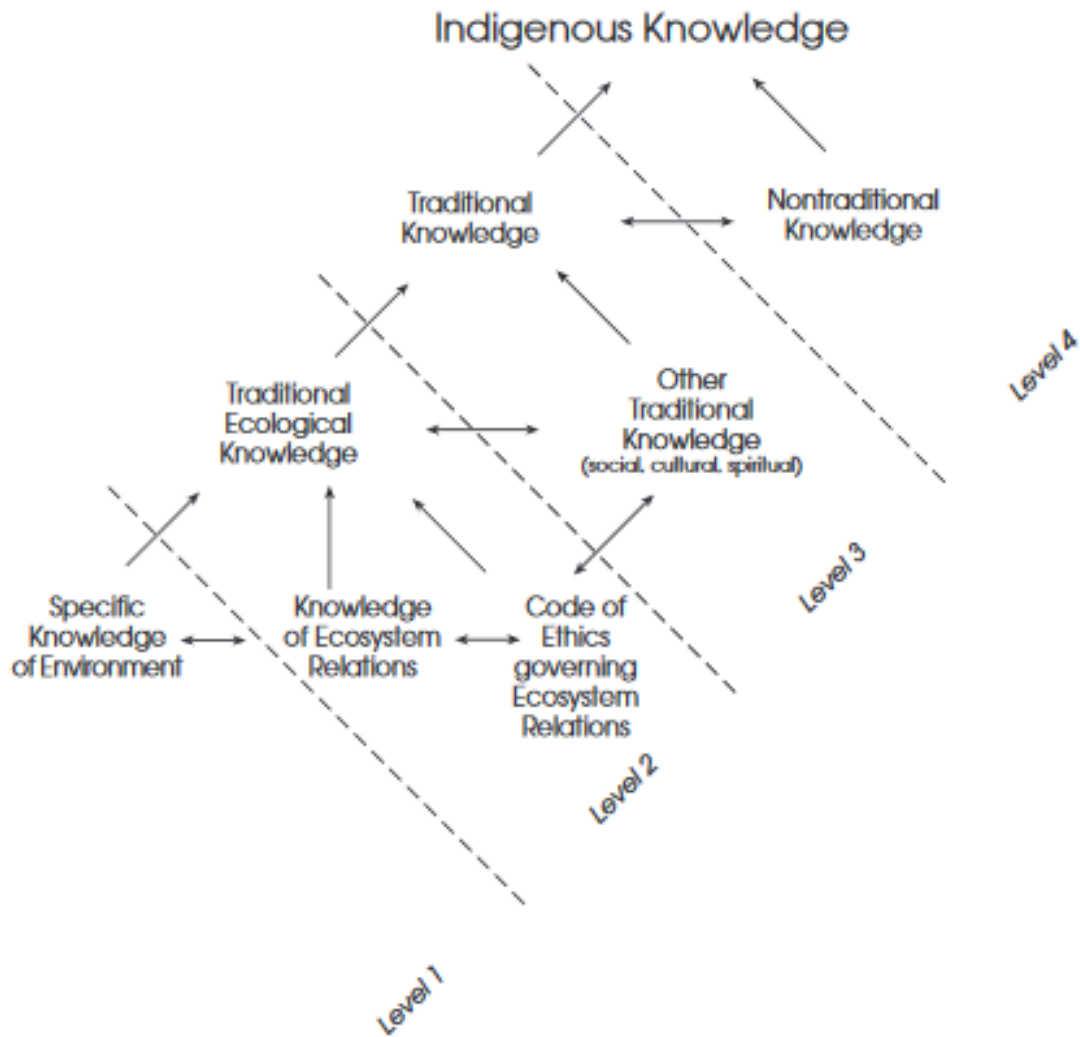 Indigenous Knowledge
Traditional
Knowledge
Nontraditional
Knowledge
Level 4
Traditional
Ecological
Knowledge
Other
Traditional
Knowledge
(social, cultural, spiritual)
Level 3
Specific
Knowledge
of Environment
Knowledge
of Ecosystem
Relations
Code of
Ethics
governing
Ecosystem
Relations
Level 2
Level 1